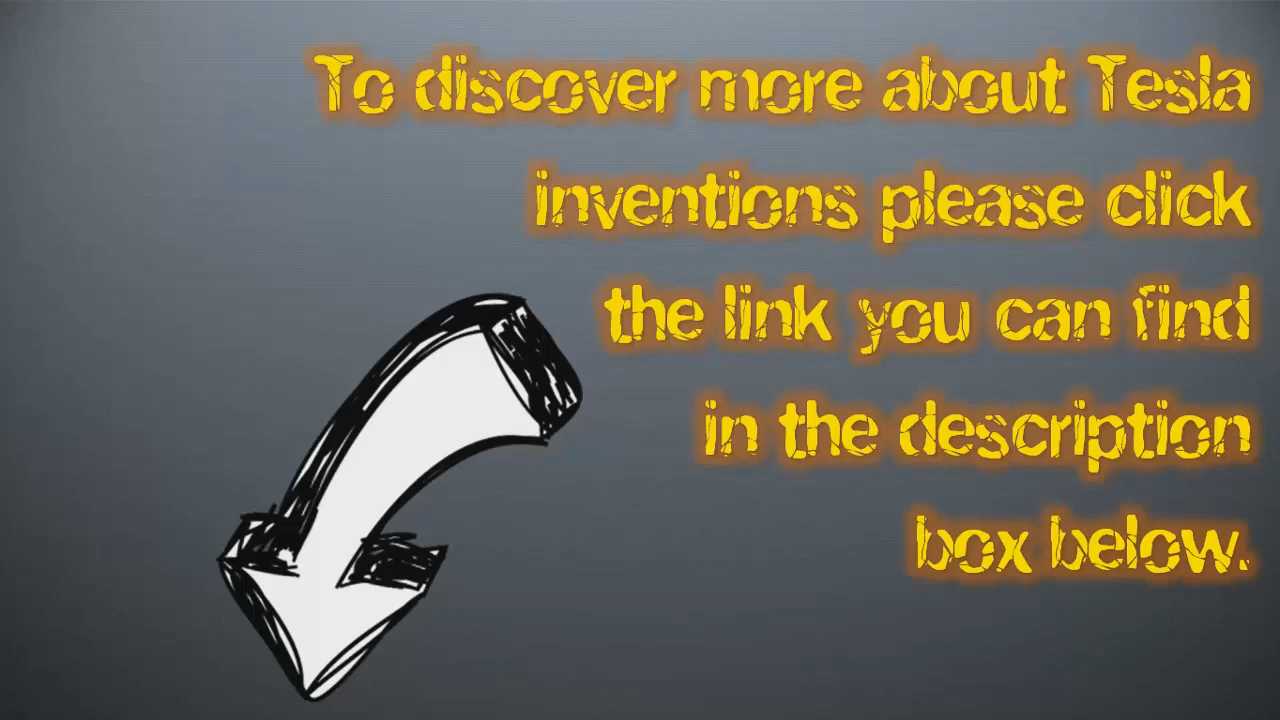 To discover more about Tesla
inventions please click
the link you can find
in the description
box below.